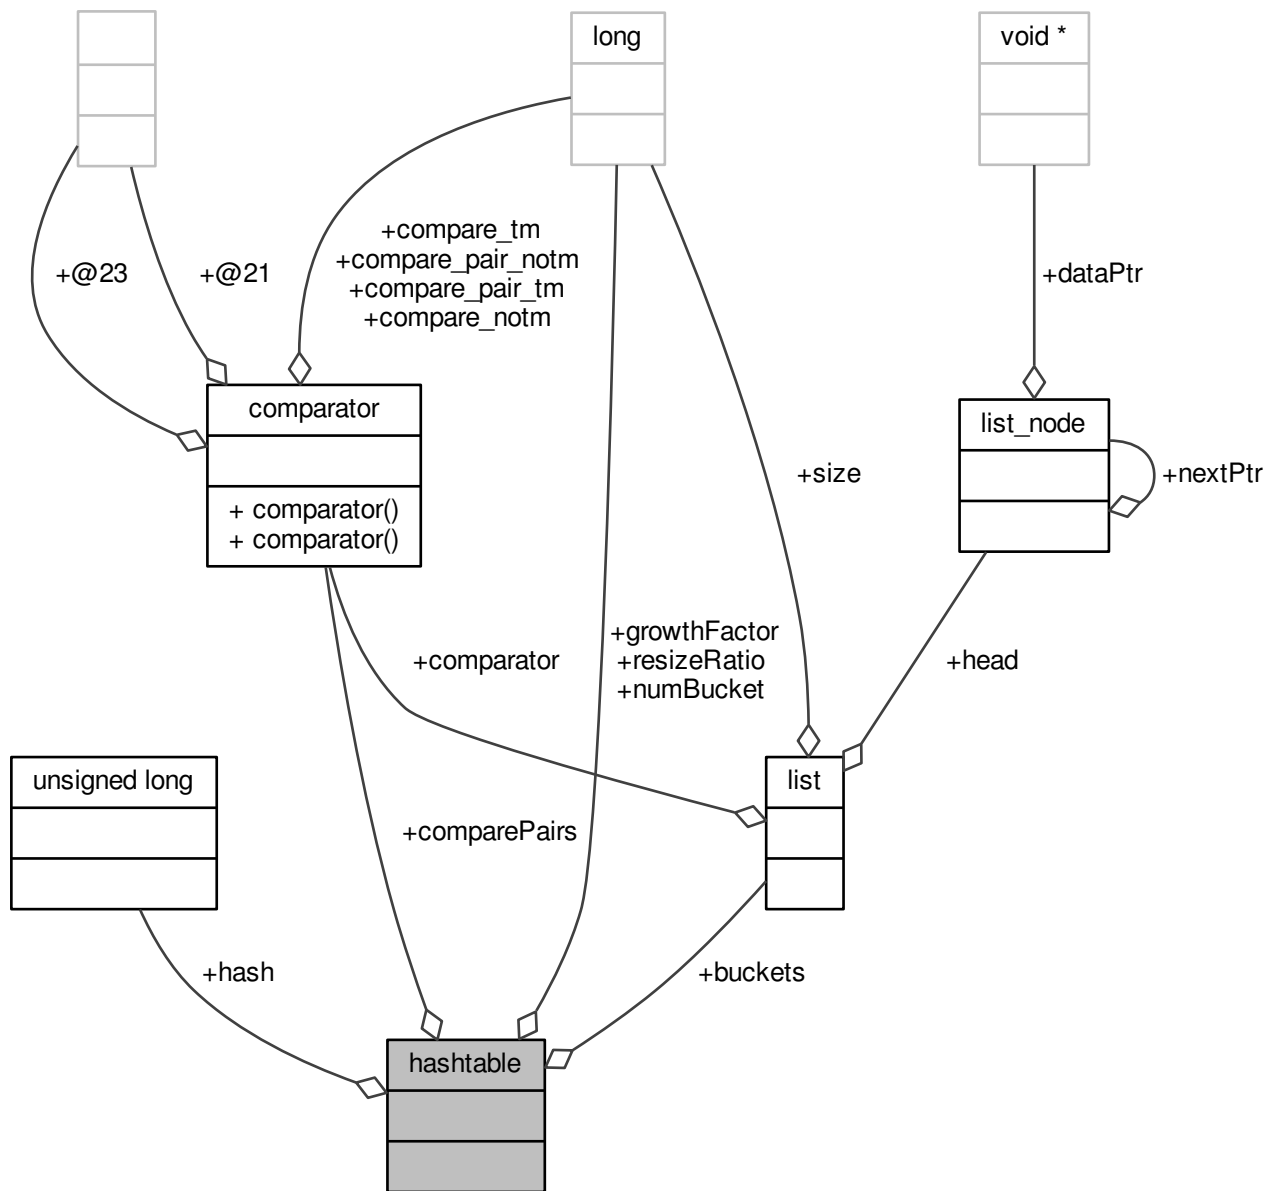 long
void *
+compare_tm
+compare_pair_notm
+compare_pair_tm
+compare_notm
+@23
+@21
+dataPtr
comparator
+ comparator()
+ comparator()
list_node
+nextPtr
+size
+growthFactor
+resizeRatio
+numBucket
+comparator
+head
unsigned long
list
+comparePairs
+hash
+buckets
hashtable